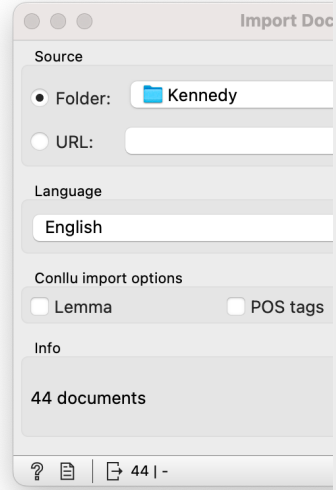 Import Doc
Source
Folder: Kennedy
URL:
Language
English
Conllu import options
Lemma POS tags
Info
44 documents
? 44 | -